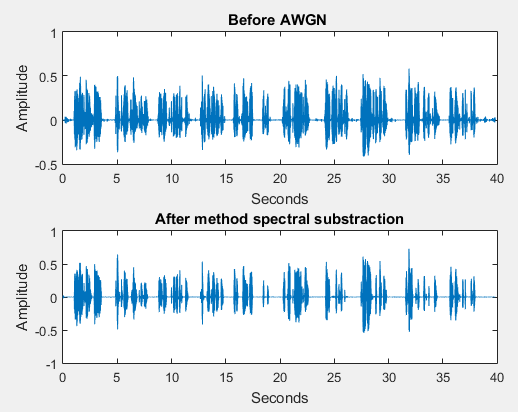 Before AWGN
1
0.5
0
-0.5
Amplitude
0 5 10 15 20 25 30 35 40
Seconds
After method spectral substraction
1
0.5
0
-0.5
-1
Amplitude
0 5 10 15 20 25 30 35 40
Seconds